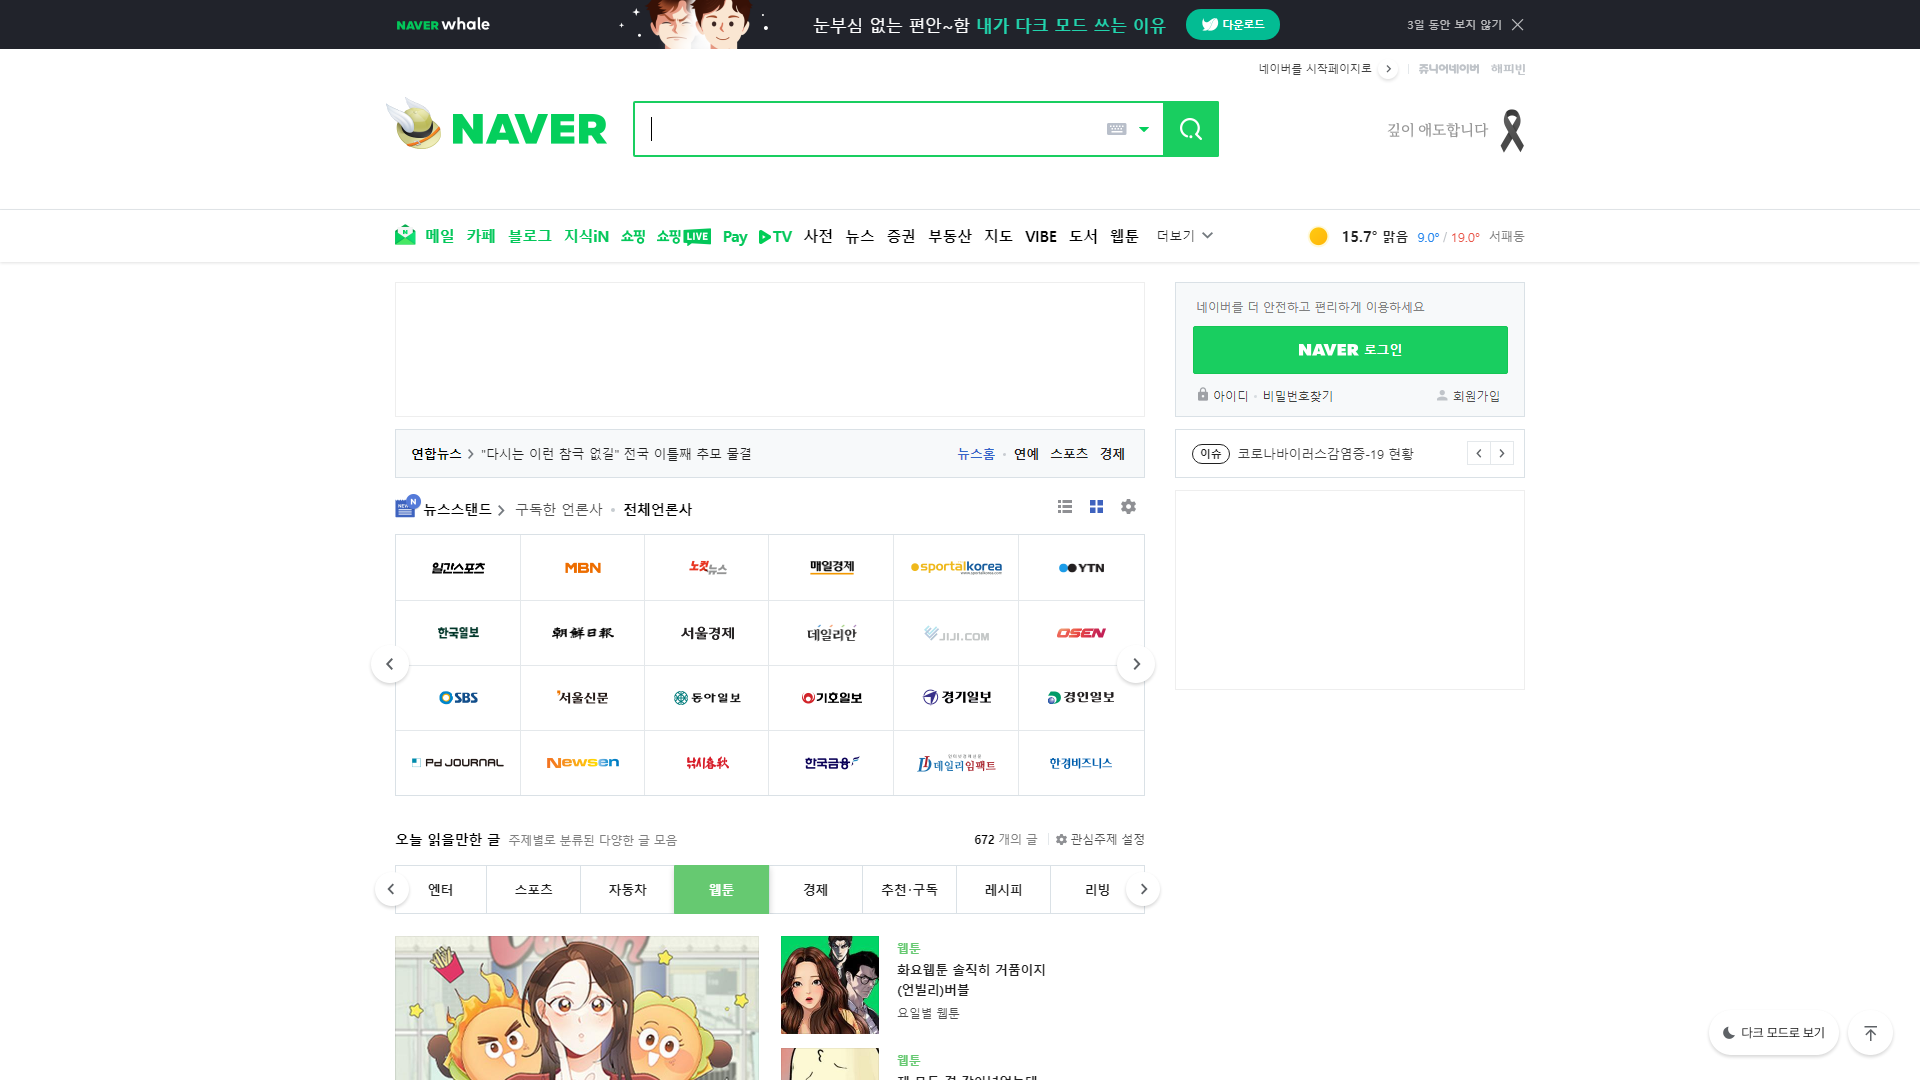 NAVER whale
눈부심 없는 편안~함 내가 다크 모드 쓰는 이유
다운로드
3일 동안 보지 않기
네이버를 시작페이지로
쥬니어네이버 해피빈
NAVER
깊이 애도합니다
메일 카페 블로그 지식iN 쇼핑 쇼핑LIVE Pay TV 사전 뉴스 증권 부동산 지도 VIBE 도서 웹툰 더보기
15.7° 맑음 9.0° / 19.0° 서패동
네이버를 더 안전하고 편리하게 이용하세요
NAVER 로그인
아이디 · 비밀번호찾기
회원가입
연합뉴스 > "다시는 이런 참극 없길" 전국 이틀째 추모 물결
뉴스홈 · 연예 스포츠 경제
이슈 코로나바이러스감염증-19 현황
뉴스스탠드 > 구독한 언론사 · 전체언론사
일간스포츠 MBN 노컷뉴스 매일경제 sportalkorea YTN
한국일보 朝鮮日報 서울경제 데일리안 JIJI.COM OSEN
SBS 서울신문 동아일보 기호일보 경기일보 경인일보
Pd JOURNAL Newsen 낚시春秋 한국금융 데일리임팩트 한경비즈니스
오늘 읽을만한 글 주제별로 분류된 다양한 글 모음
672 개의 글
관심주제 설정
엔터 스포츠 자동차 웹툰 경제 추천·구독 레시피 리빙
웹툰
화요웹툰 솔직히 거품이지
(언빌리)버블
요일별 웹툰
웹툰
다크 모드로 보기